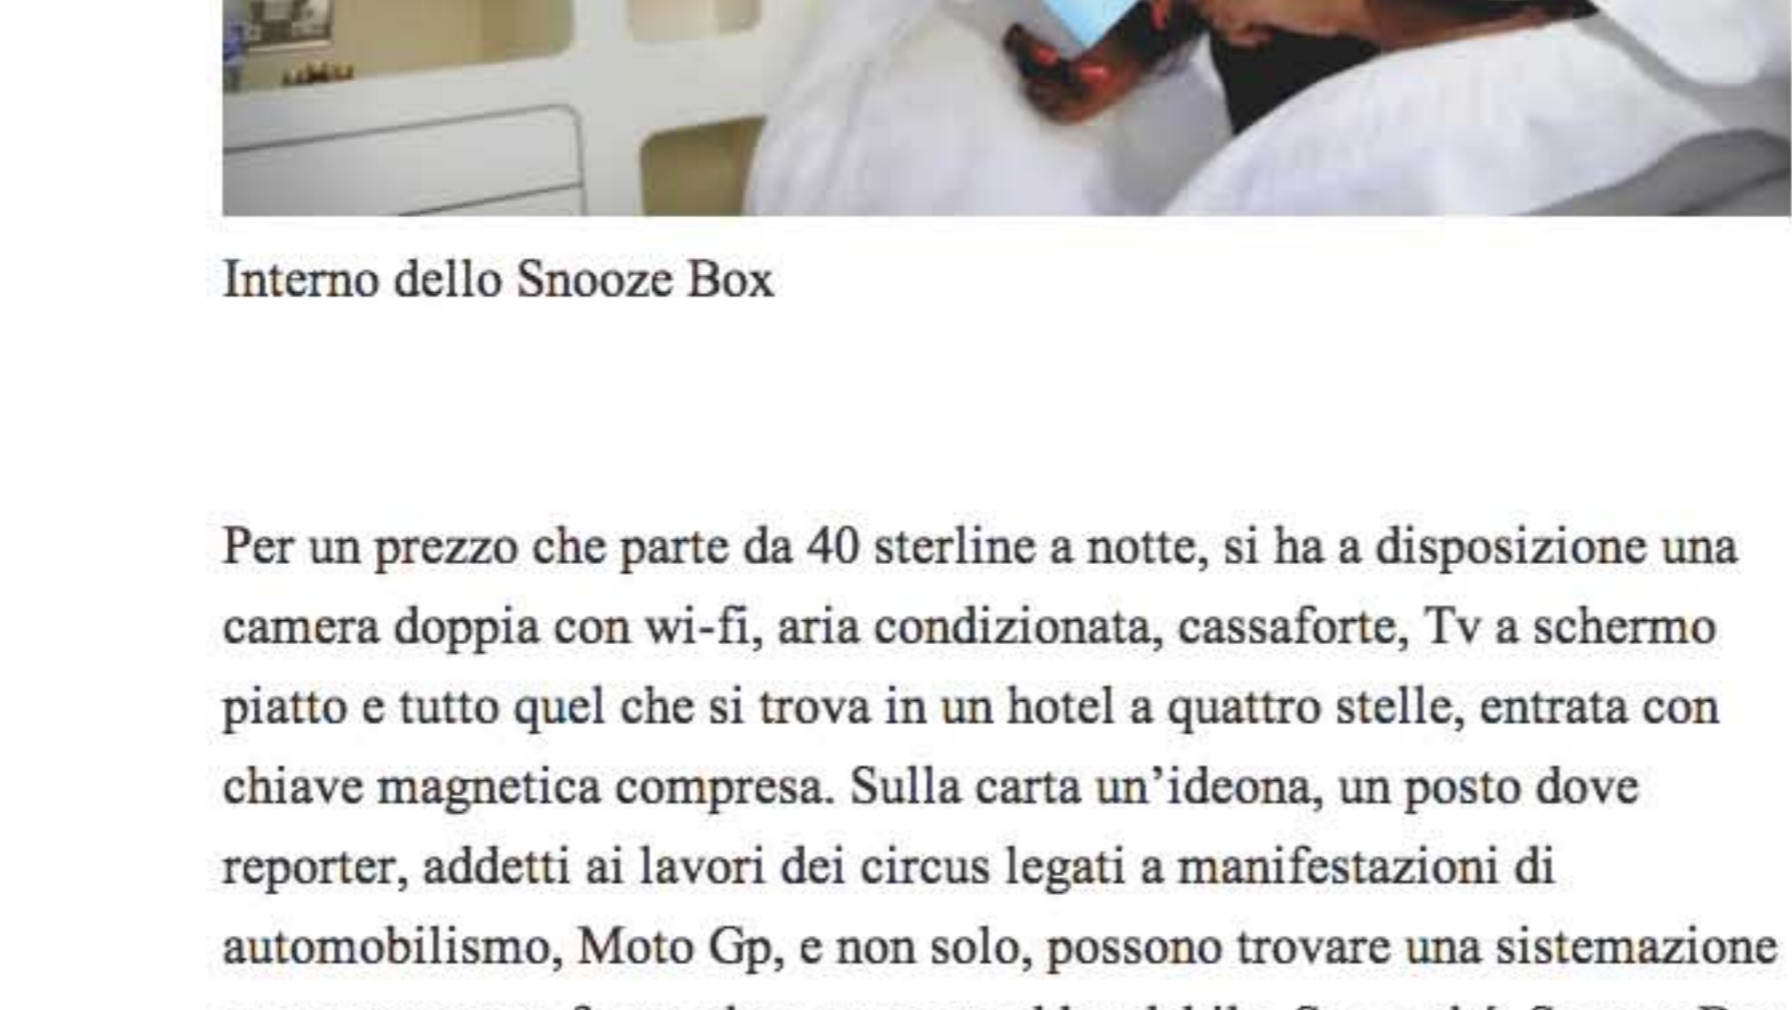 Interno dello Snooze Box
Per un prezzo che parte da 40 sterline a notte, si ha a disposizione una
camera doppia con wi-fi, aria condizionata, cassaforte, Tv a schermo
piatto e tutto quel che si trova in un hotel a quattro stelle, entrata con
chiave magnetica compresa. Sulla carta un’ideona, un posto dove
reporter, addetti ai lavori dei circus legati a manifestazioni di
automobilismo, Moto Gp, e non solo, possono trovare una sistemazione